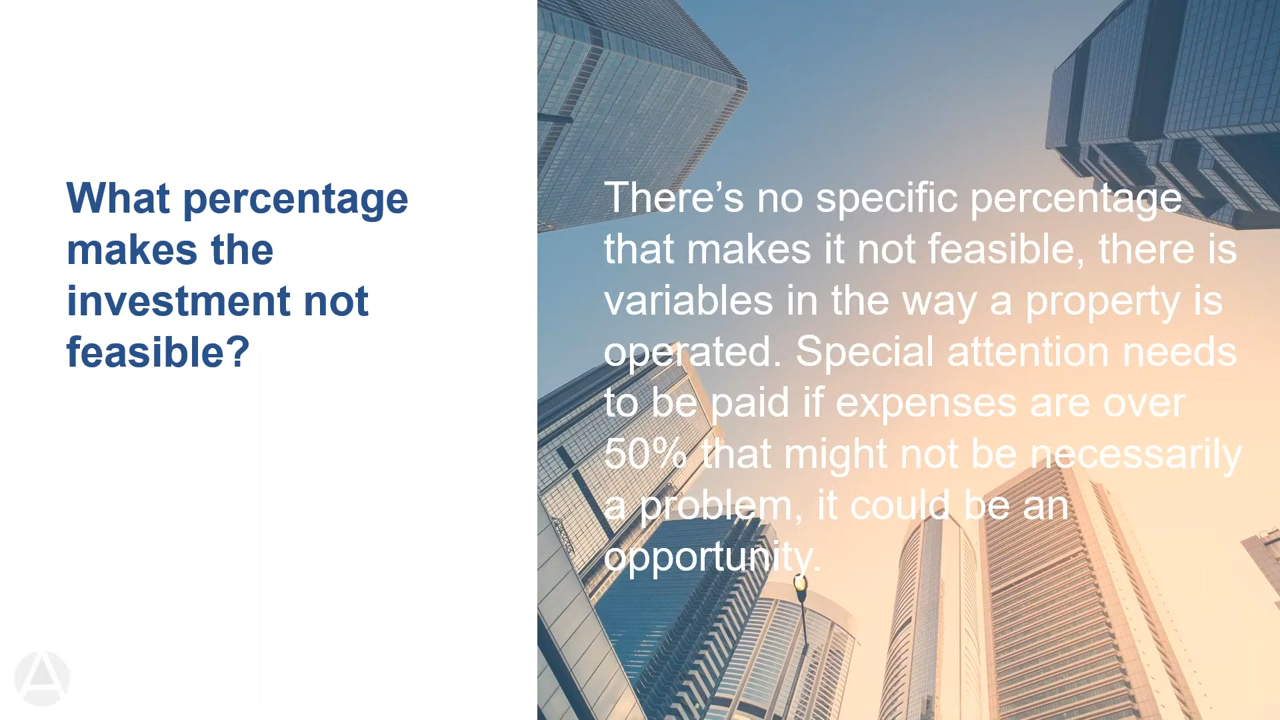 What percentage
makes the
investment not
feasible?
There’s no specific percentage
that makes it not feasible, there is
variables in the way a property is
operated. Special attention needs
to be paid if expenses are over
50% that might not be necessarily
a problem, it could be an
opportunity.